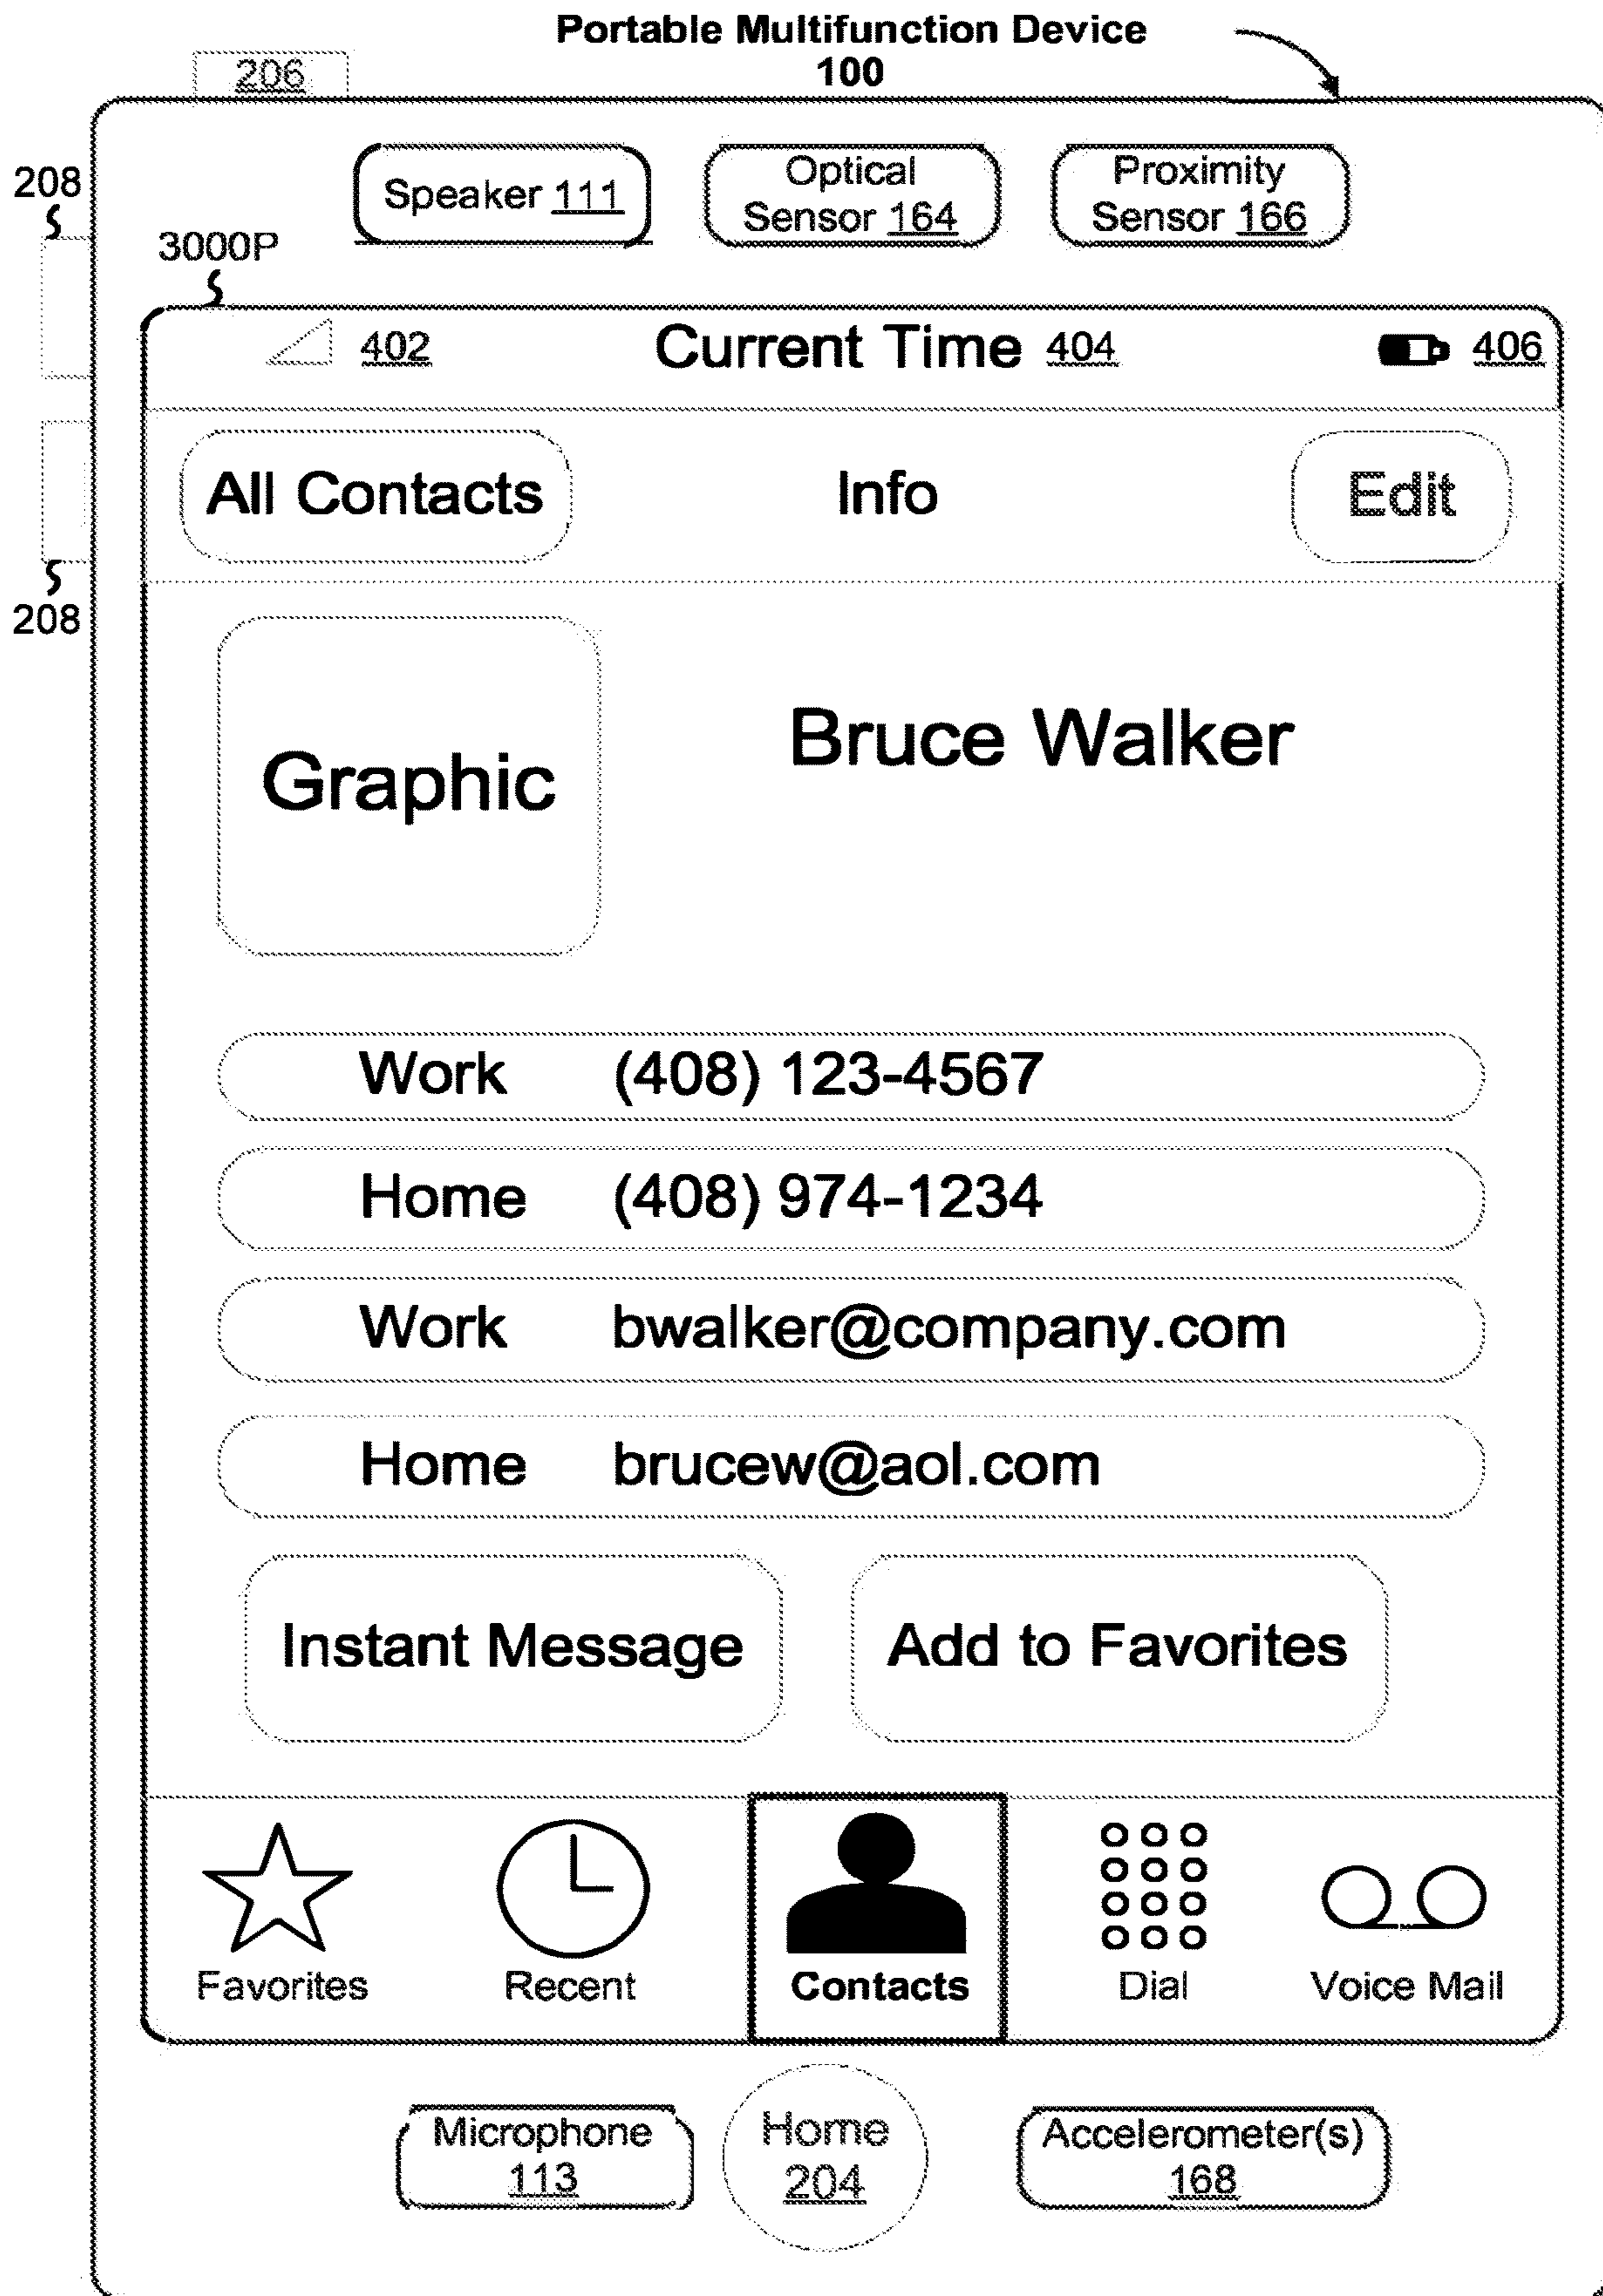 Portable Multifunction Device
100
206
208
Speaker 111
Optical
Sensor 164
Proximity
Sensor 166
3000P
402
Current Time 404
406
All Contacts
Info
Edit
208
Graphic
Bruce Walker
Work (408) 123-4567
Home (408) 974-1234
Work bwalker@company.com
Home brucew@aol.com
Instant Message
Add to Favorites
Favorites
Recent
Contacts
Dial
Voice Mail
Microphone
113
Home
204
Accelerometer(s)
168